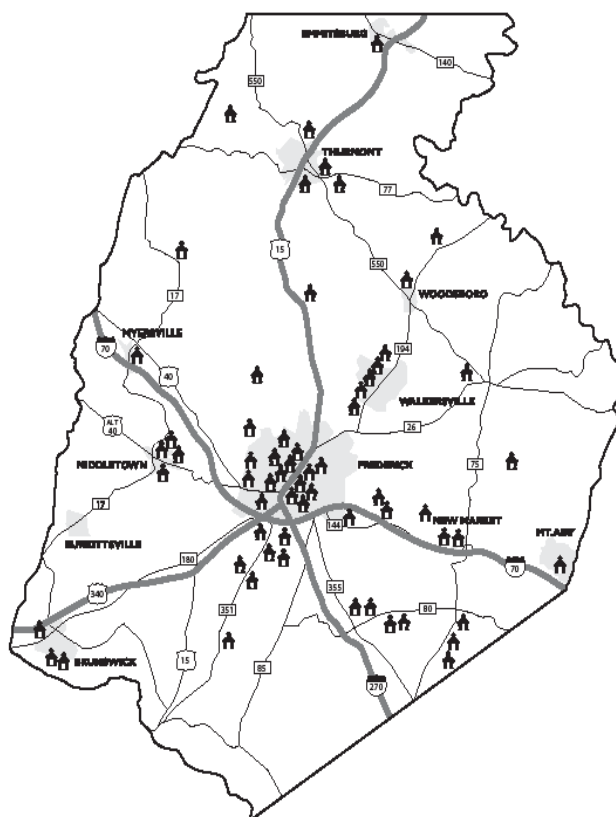 EMMITSBURG
140
550
THURMONT
77
15
550
WOODSBORO
17
MYERSVILLE
70
194
40
WALKERSVILLE
ALT
40
26
MIDDLETOWN
FREDERICK
75
17
NEW MARKET
BURKITTSVILLE
144
MT. AIRY
180
70
340
355
351
80
BRUNSWICK
15
85
270